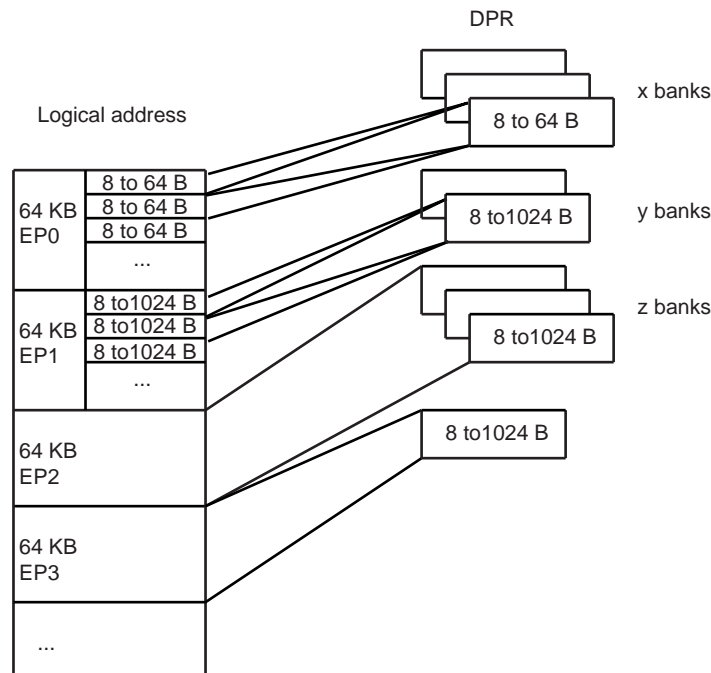 DPR
x banks
Logical address
8 to 64 B
64 KB
EP0
8 to 64 B
8 to 64 B
8 to 64 B
...
y banks
8 to1024 B
z banks
64 KB
EP1
8 to1024 B
8 to1024 B
8 to1024 B
...
8 to1024 B
8 to1024 B
64 KB
EP2
64 KB
EP3
...